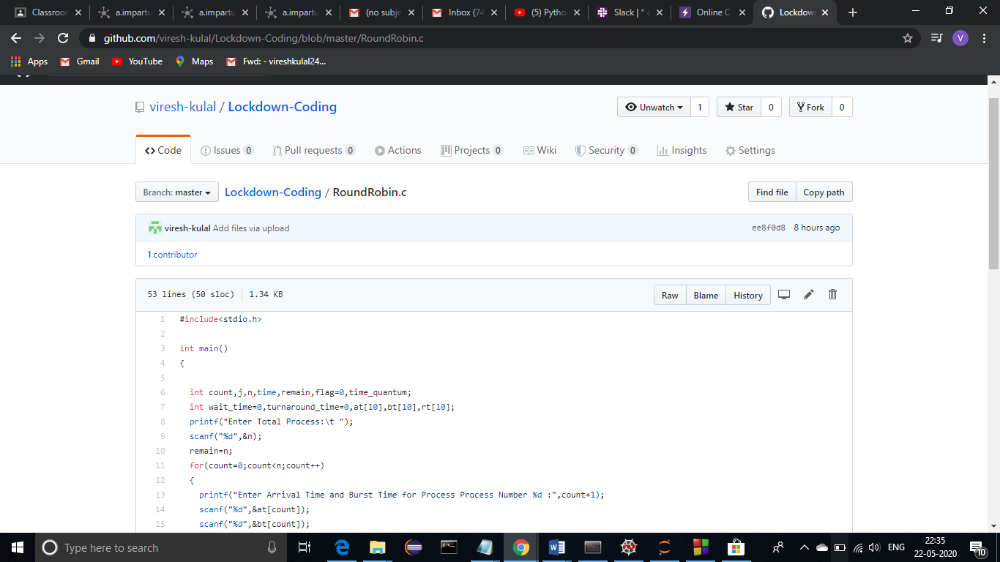 Classroon
a.impartu
a.impartu
a.impartu
(no subje
Inbox (74
(5) Pytho
Slack | * c
Online C
Lockdow
github.com/viresh-kulal/Lockdown-Coding/blob/master/RoundRobin.c
V
Apps Gmail YouTube Maps Fwd: - vireshkulal24...
viresh-kulal / Lockdown-Coding
Unwatch 1 Star 0 Fork 0
Code Issues 0 Pull requests 0 Actions Projects 0 Wiki Security 0 Insights Settings
Branch: master Lockdown-Coding / RoundRobin.c Find file Copy path
viresh-kulal Add files via upload ee8f0d8 8 hours ago
1 contributor
53 lines (50 sloc) 1.34 KB Raw Blame History
1 #include<stdio.h>
2
3 int main()
4 {
5
6 int count,j,n,time,remain,flag=0,time_quantum;
7 int wait_time=0,turnaround_time=0,at[10],bt[10],rt[10];
8 printf("Enter Total Process:\t ");
9 scanf("%d",&n);
10 remain=n;
11 for(count=0;count<n;count++)
12 {
13 printf("Enter Arrival Time and Burst Time for Process Process Number %d :",count+1);
14 scanf("%d",&at[count]);
15 scanf("%d",&bt[count]);
Type here to search
ENG
22:35
22-05-2020
10